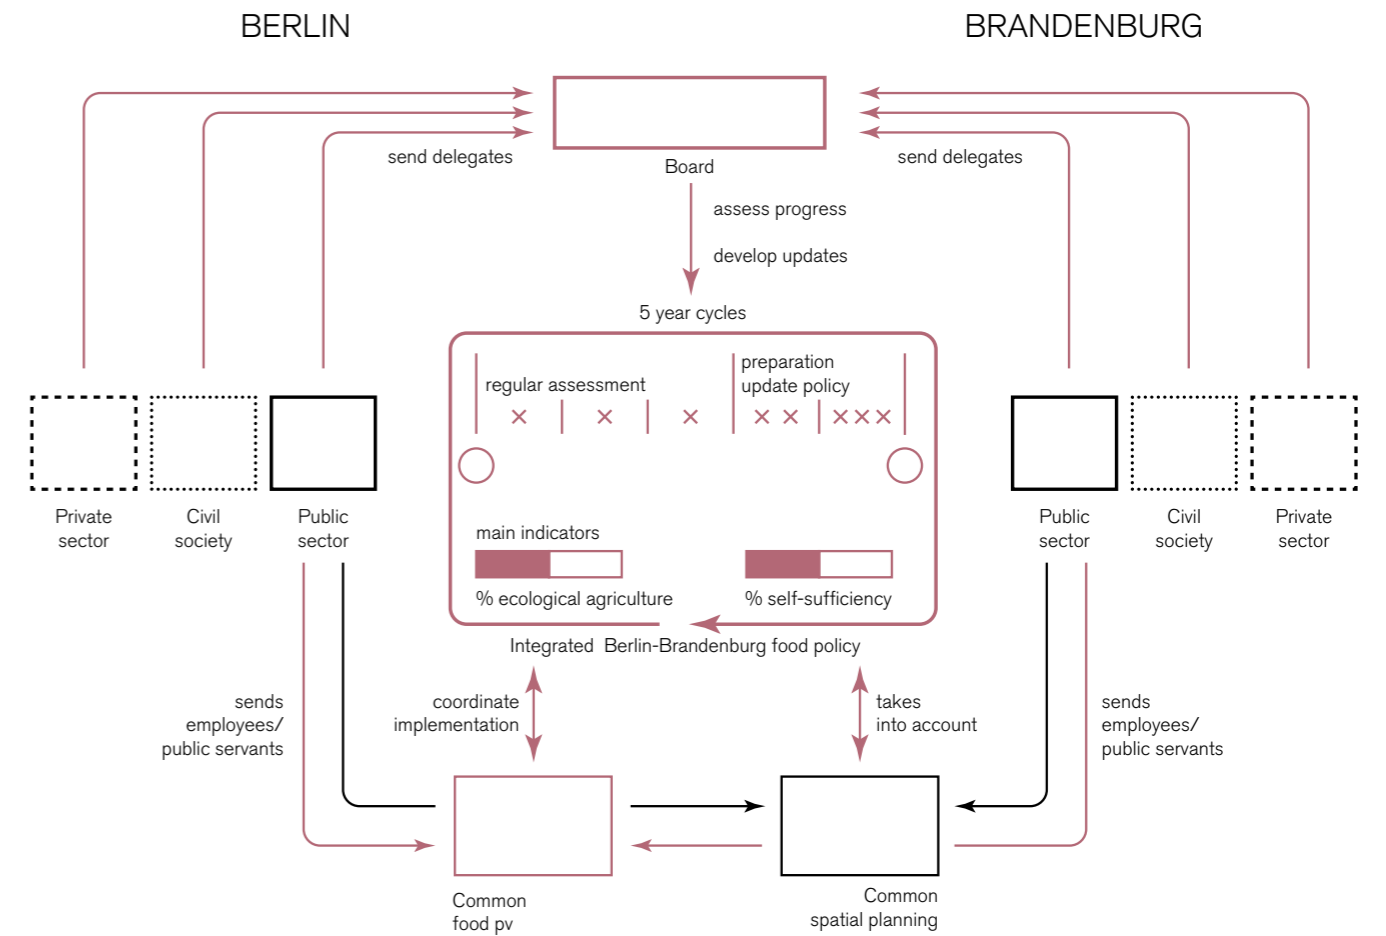 BERLIN
BRANDENBURG
send delegates
Board
send delegates
assess progress
develop updates
5 year cycles
regular assessment
preparation
update policy
Private
sector
Civil
society
Public
sector
main indicators
% ecological agriculture
% self-sufficiency
Integrated Berlin-Brandenburg food policy
Public
sector
Civil
society
Private
sector
sends
employees/
public servants
coordinate
implementation
takes
into account
sends
employees/
public servants
Common
food pv
Common
spatial planning